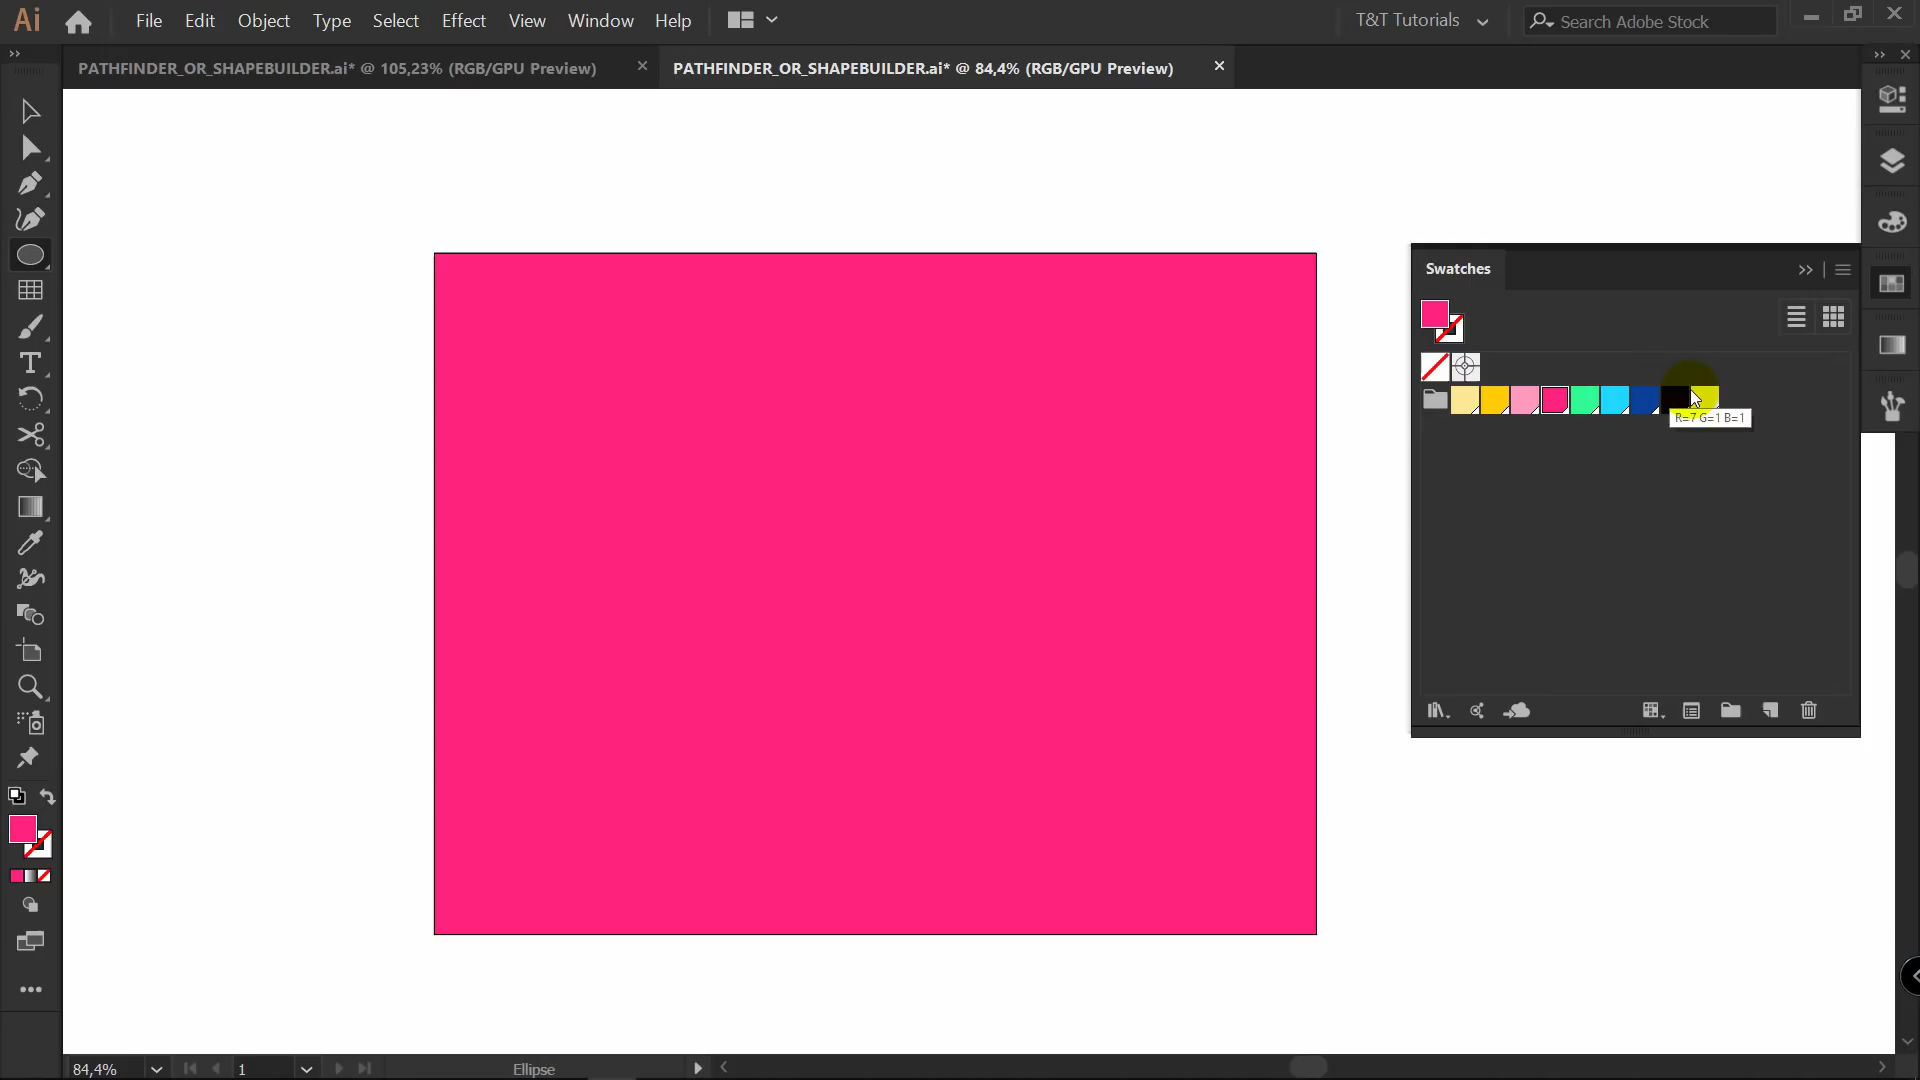 Ai File Edit Object Type Select Effect View Window Help T&T Tutorials Search Adobe Stock
PATHFINDER_OR_SHAPEBUILDER.ai* @ 105,23% (RGB/GPU Preview) PATHFINDER_OR_SHAPEBUILDER.ai* @ 84,4% (RGB/GPU Preview)
Swatches
R=7 G=1 B=1
84,4% 1 Ellipse